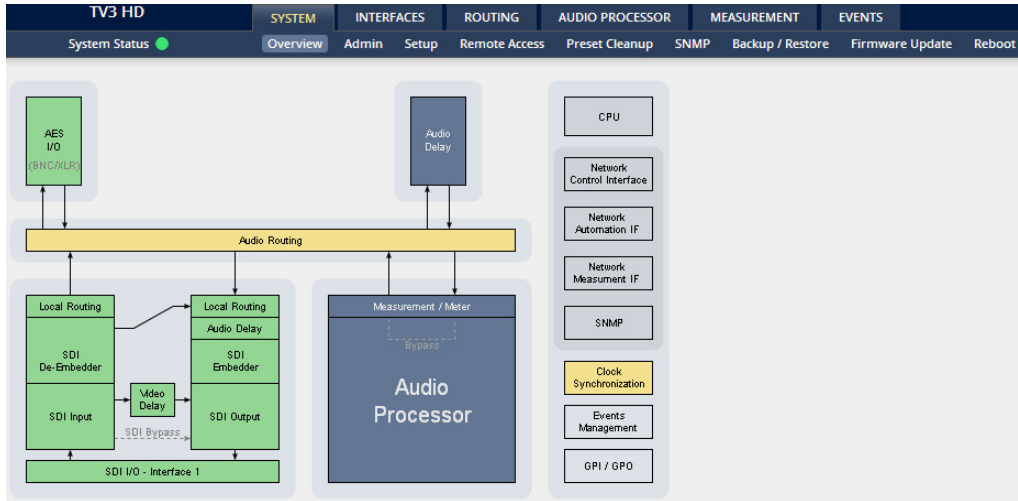 TV3 HD
SYSTEM INTERFACES ROUTING AUDIO PROCESSOR MEASUREMENT EVENTS
System Status Overview Admin Setup Remote Access Preset Cleanup SNMP Backup / Restore Firmware Update Reboot
AES
I/O
(BNC/XLR)
Audio
Delay
Audio Routing
Local Routing
SDI
De-Embedder
SDI Input
Video
Delay
SDI Bypass
Local Routing
Audio Delay
SDI
Embedder
SDI Output
SDI I/O - Interface 1
Measurement / Meter
Bypass
Audio
Processor
CPU
Network
Control Interface
Network
Automation IF
Network
Measument IF
SNMP
Clock
Synchronization
Events
Management
GPI / GPO